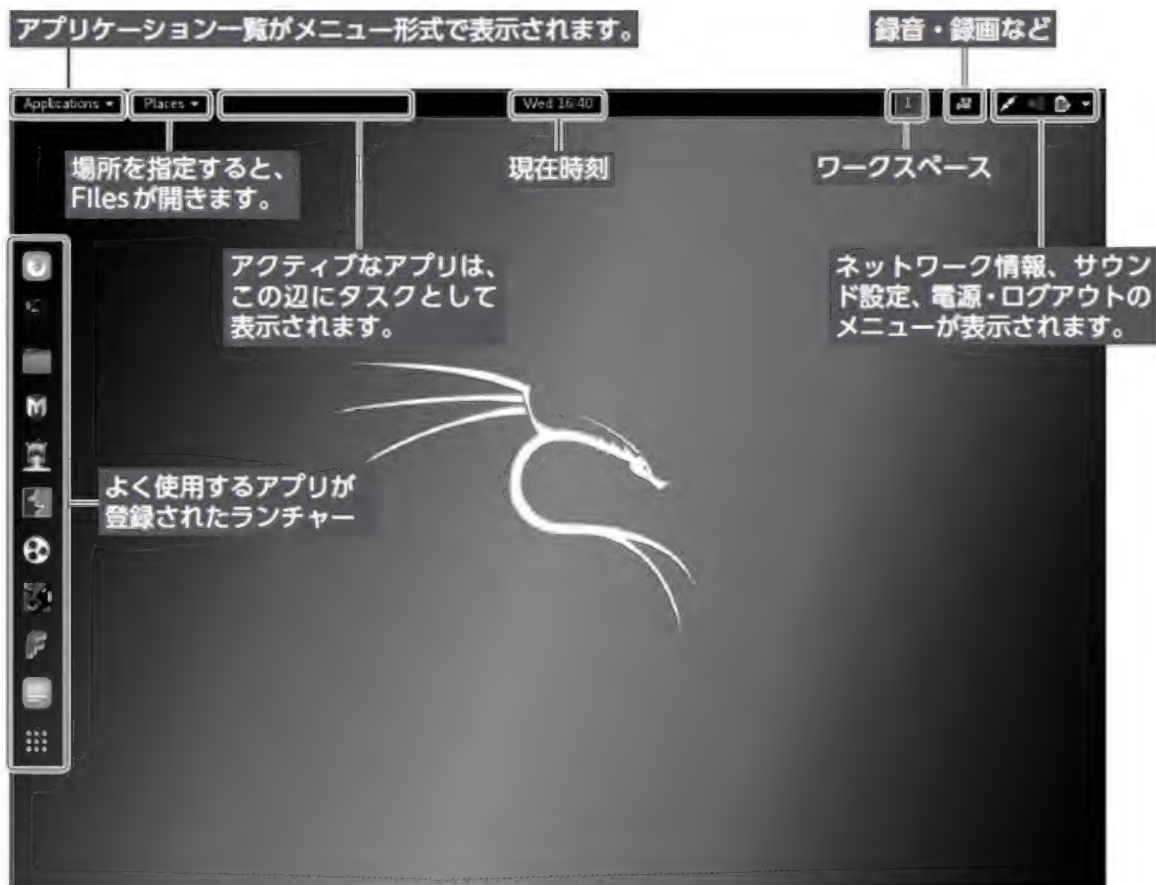 アプリケーション一覧がメニュー形式で表示されます。
録音・録画など
Applications
Places
Wed 16:40
1
場所を指定すると、
FIlesが開きます。
現在時刻
ワークスペース
アクティブなアプリは、
この辺にタスクとして
表示されます。
ネットワーク情報、サウン
ド設定、電源・ログアウトの
メニューが表示されます。
よく使用するアプリが
登録されたランチャー